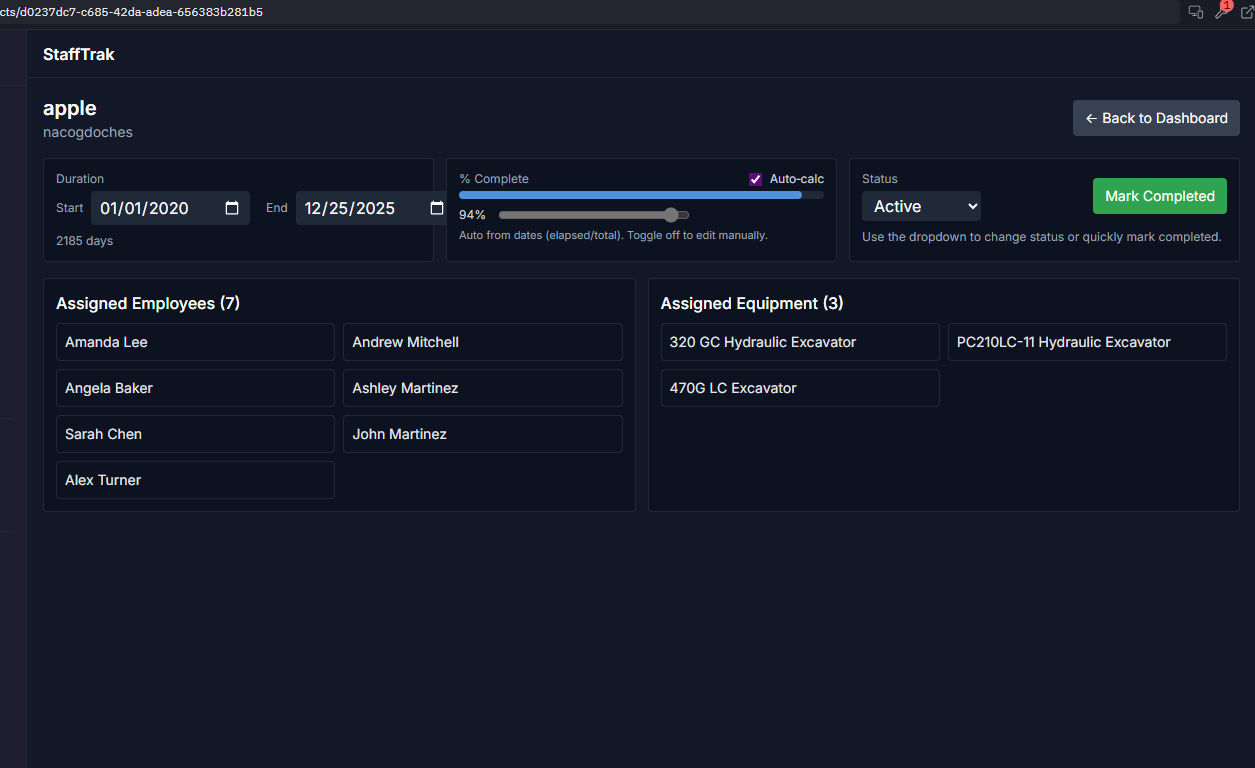 cts/d0237dc7-c685-42da-adea-656383b281b5
1
StaffTrak
apple
nacogdoches
← Back to Dashboard
Duration
Start 01/01/2020 End 12/25/2025
2185 days
% Complete Auto-calc
94%
Auto from dates (elapsed/total). Toggle off to edit manually.
Status
Active Mark Completed
Use the dropdown to change status or quickly mark completed.
Assigned Employees (7)
Amanda Lee Andrew Mitchell
Angela Baker Ashley Martinez
Sarah Chen John Martinez
Alex Turner
Assigned Equipment (3)
320 GC Hydraulic Excavator PC210LC-11 Hydraulic Excavator
470G LC Excavator